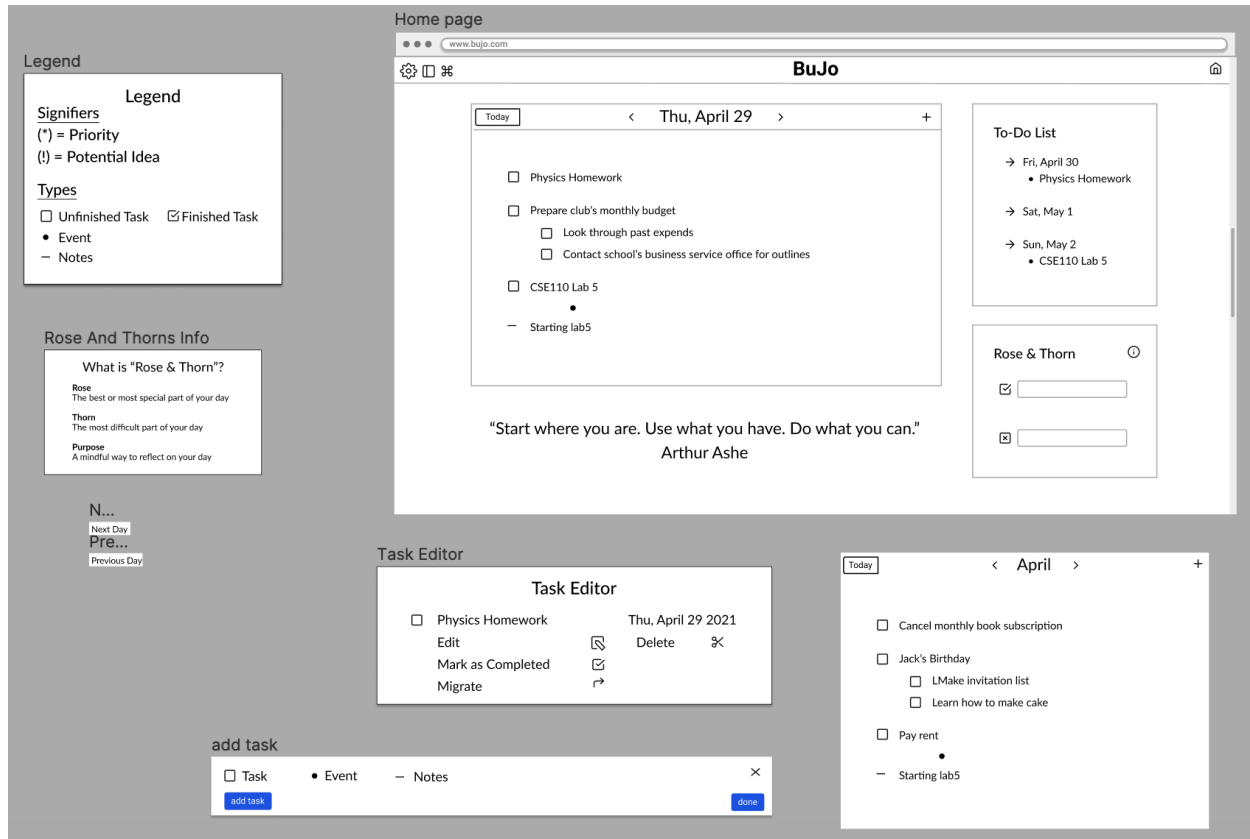 Home page
www.bujo.com
BuJo
Legend
Legend
Signifiers
(*) = Priority
(!) = Potential Idea
Types
Unfinished Task Finished Task
Event
Notes
Today < Thu, April 29 > +
Physics Homework
Prepare club's monthly budget
Look through past expends
Contact school's business service office for outlines
CSE110 Lab 5
•
– Starting lab5
To-Do List
→ Fri, April 30
• Physics Homework
→ Sat, May 1
→ Sun, May 2
• CSE110 Lab 5
Rose & Thorn
“Start where you are. Use what you have. Do what you can.”
Arthur Ashe
Rose And Thorns Info
What is “Rose & Thorn”?
Rose
The best or most special part of your day
Thorn
The most difficult part of your day
Purpose
A mindful way to reflect on your day
N...
Next Day
Pre...
Previous Day
Task Editor
Task Editor
Physics Homework Thu, April 29 2021
Edit Delete
Mark as Completed
Migrate
add task
Task • Event – Notes
add task done
Today < April > +
Cancel monthly book subscription
Jack's Birthday
LMake invitation list
Learn how to make cake
Pay rent
•
– Starting lab5